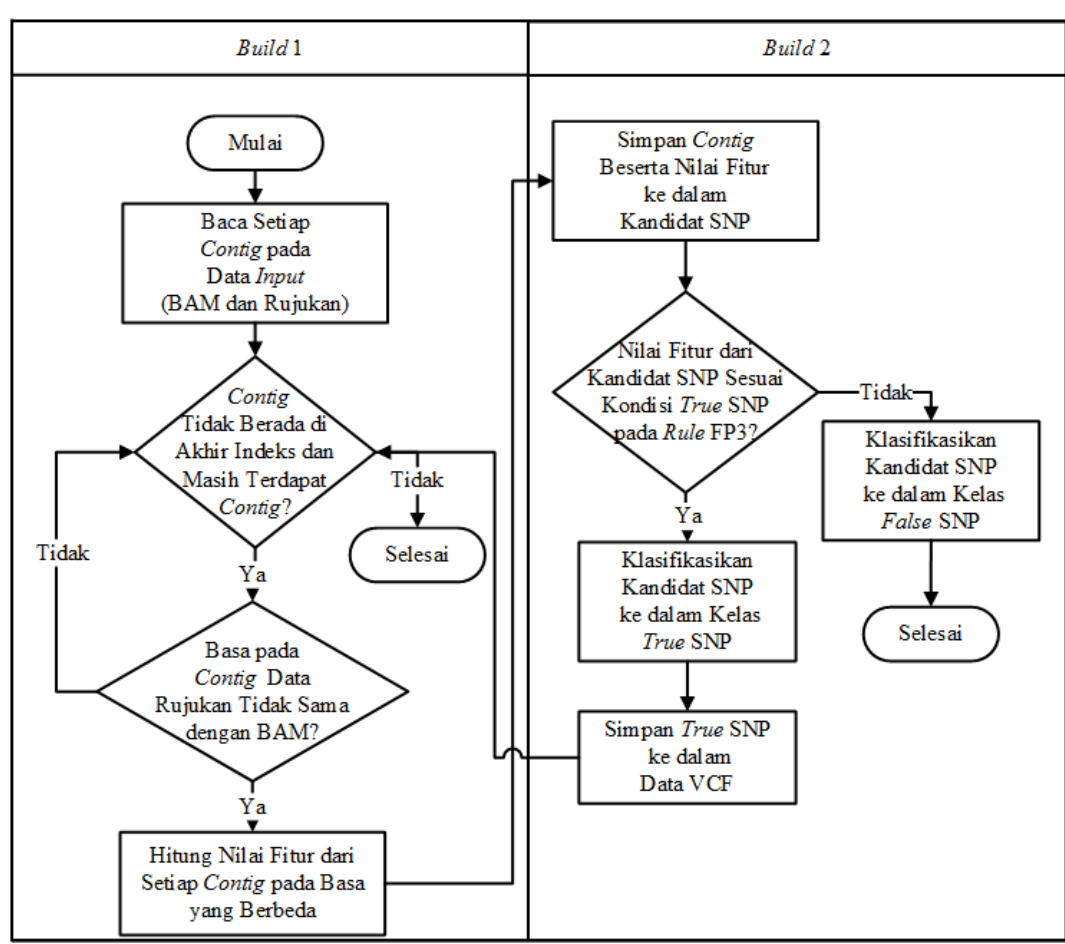 Build 1
Build 2
Mulai
Baca Setiap
Contig pada
Data Input
(BAM dan Rujukan)
Contig
Tidak Berada di
Akhir Indeks dan
Masih Terdapat
Contig?
Tidak
Selesai
Tidak
Ya
Basa pada
Contig Data
Rujukan Tidak Sama
dengan BAM?
Ya
Hitung Nilai Fitur dari
Setiap Contig pada Basa
yang Berbeda
Simpan Contig
Beserta Nilai Fitur
ke dalam
Kandidat SNP
Nilai Fitur dari
Kandidat SNP Sesuai
Kondisi True SNP
pada Rule FP3?
Tidak
Klasifikasikan
Kandidat SNP
ke dalam Kelas
False SNP
Selesai
Ya
Klasifikasikan
Kandidat SNP
ke dalam Kelas
True SNP
Simpan True SNP
ke dalam
Data VCF